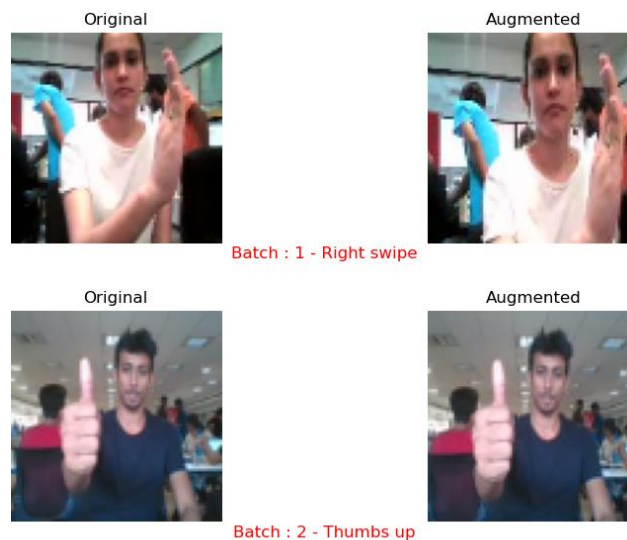 Original
Augmented
Batch : 1 - Right swipe
Original
Augmented
Batch : 2 - Thumbs up